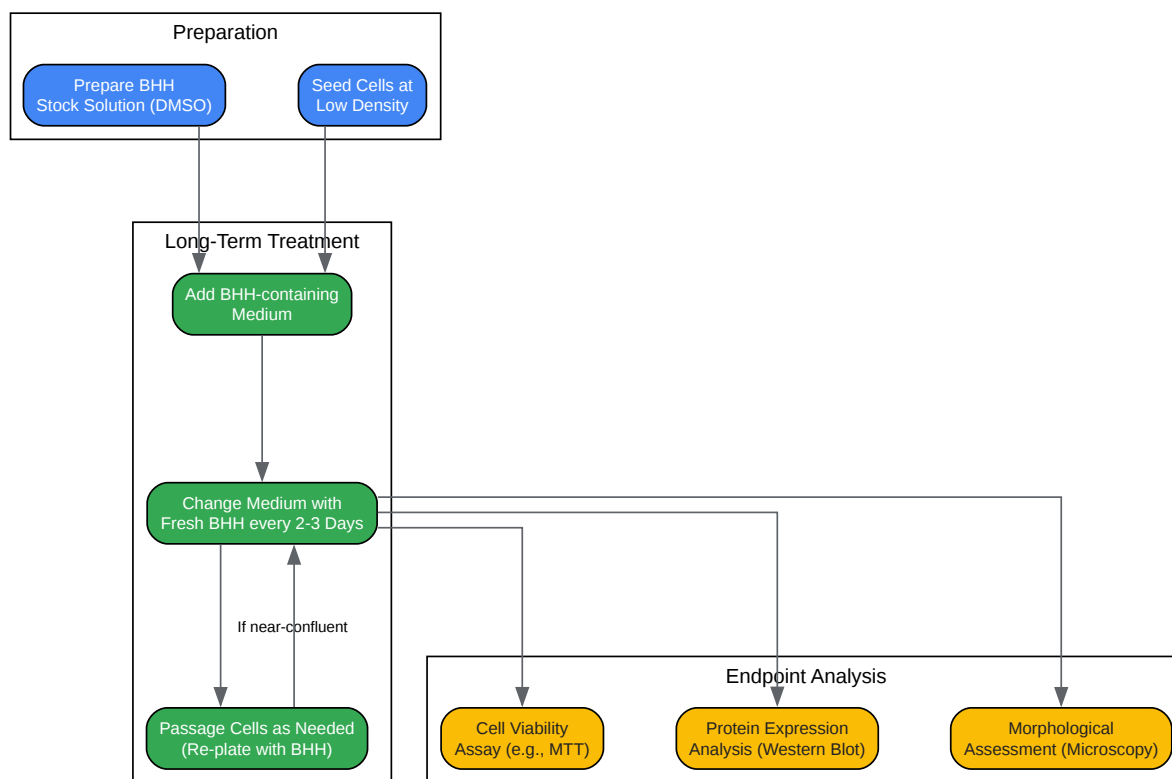 Preparation
Prepare BHH
Stock Solution (DMSO)
Seed Cells at
Low Density
Long-Term Treatment
Add BHH-containing
Medium
Change Medium with
Fresh BHH every 2-3 Days
If near-confluent
Passage Cells as Needed
(Re-plate with BHH)
Endpoint Analysis
Cell Viability
Assay (e.g., MTT)
Protein Expression
Analysis (Western Blot)
Morphological
Assessment (Microscopy)